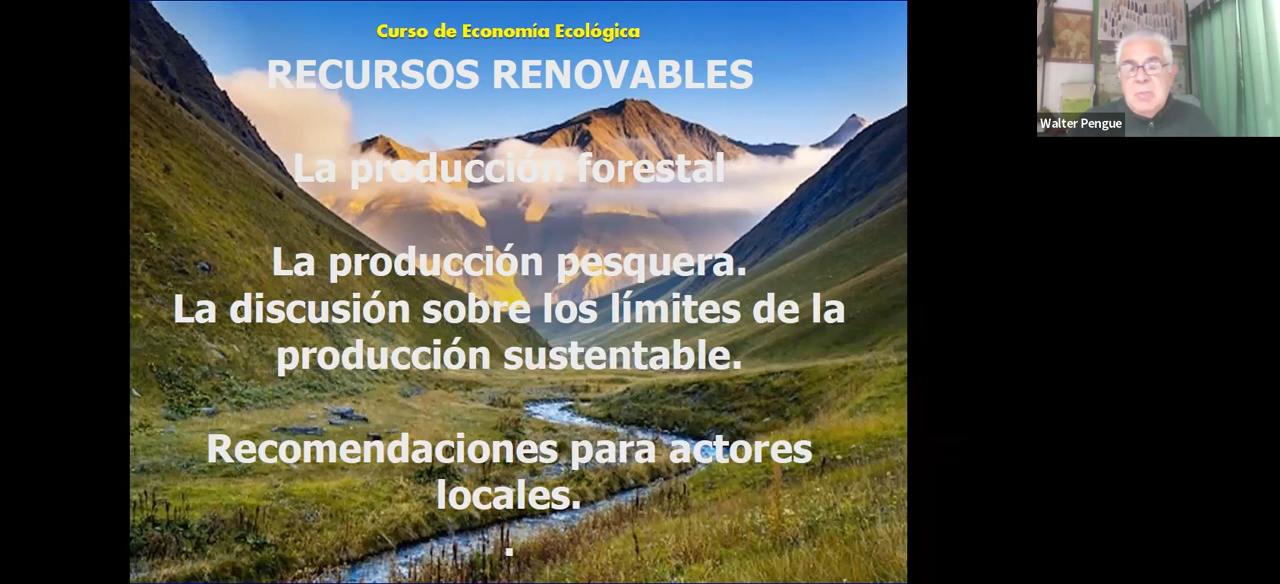 Curso de Economía Ecológica
RECURSOS RENOVABLES
La producción forestal
La producción pesquera.
La discusión sobre los límites de la
producción sustentable.
Recomendaciones para actores
locales.
.
Walter Pengue